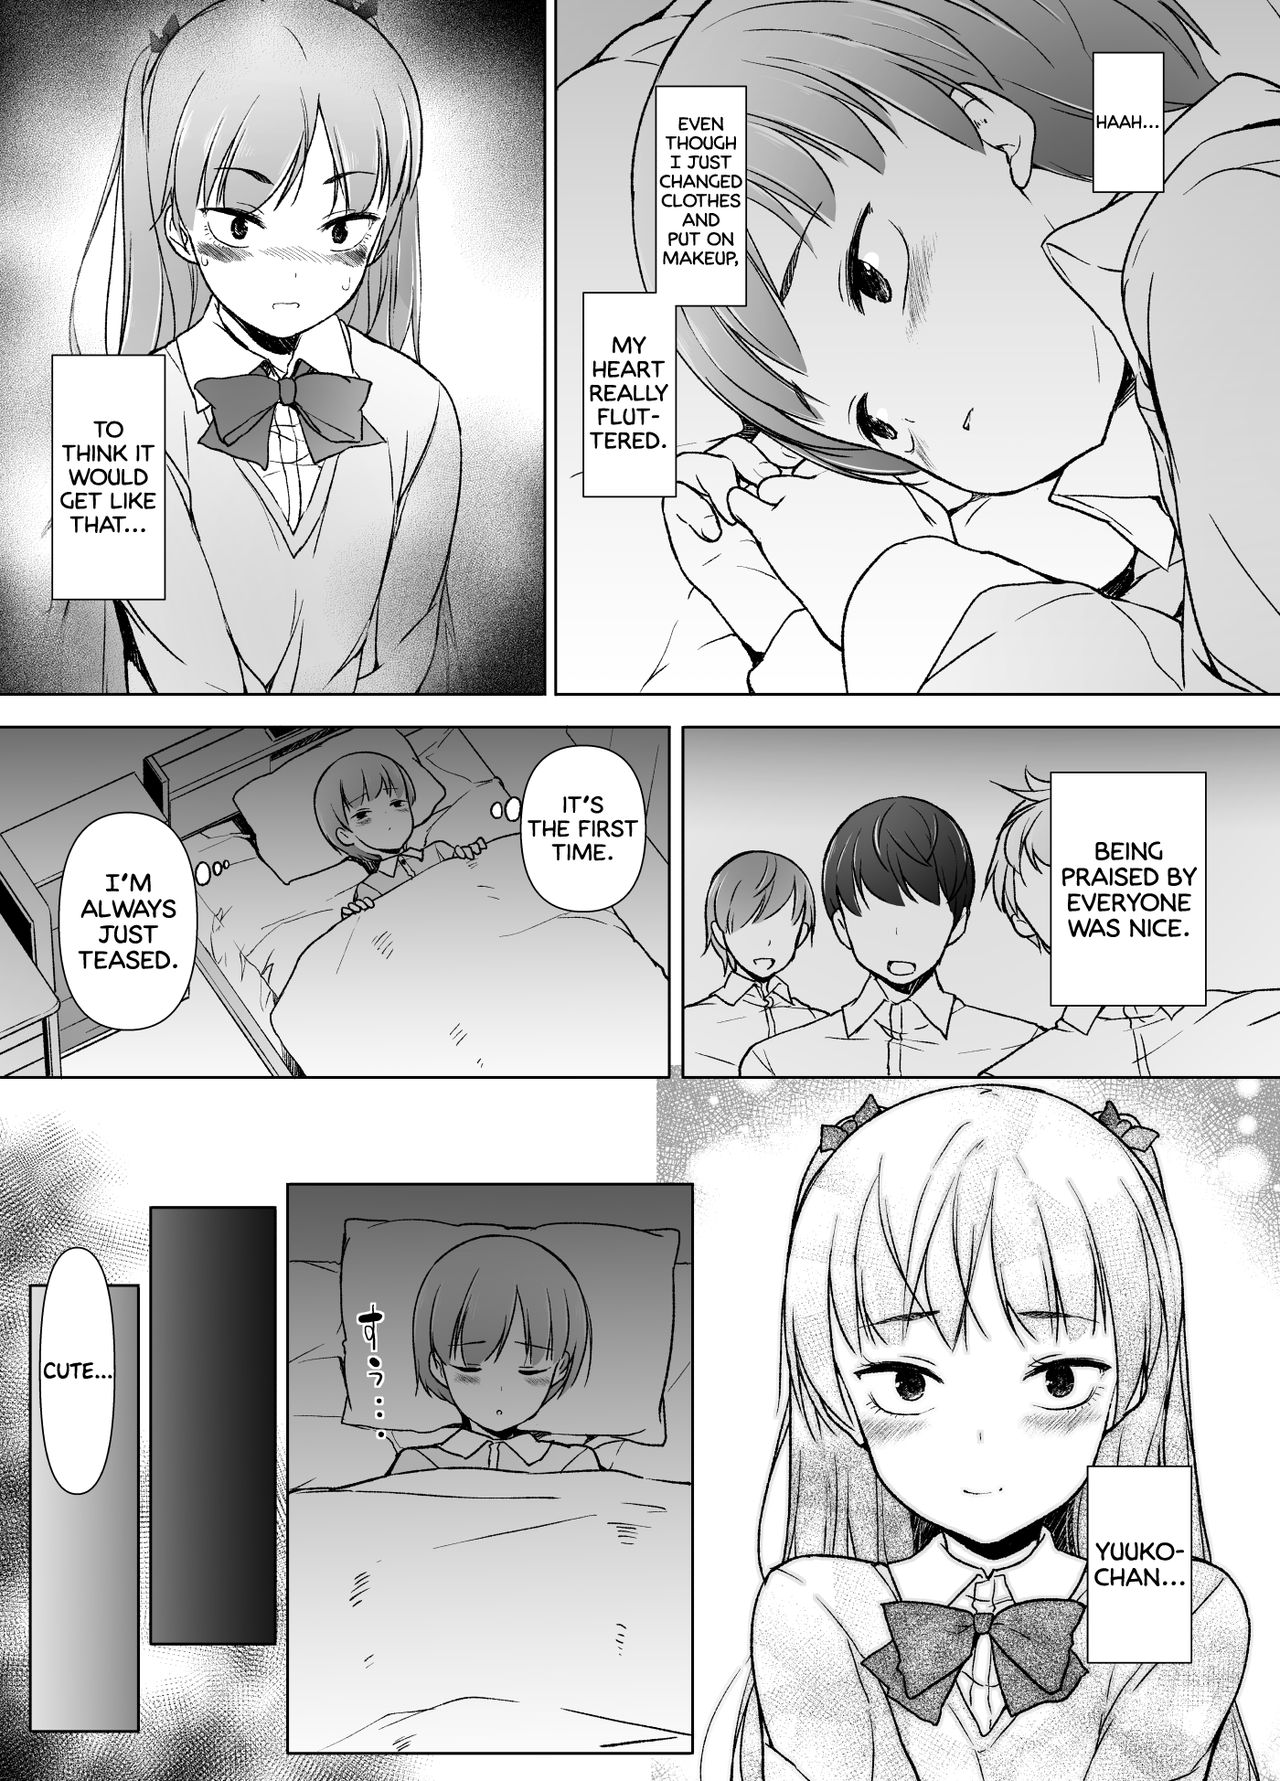 HAAH...
EVEN
THOUGH
I JUST
CHANGED
CLOTHES
AND
PUT ON
MAKEUP,
MY
HEART
REALLY
FLUT-
TERED.
TO
THINK IT
WOULD
GET LIKE
THAT...
BEING
PRAISED BY
EVERYONE
WAS NICE.
IT'S
THE FIRST
TIME.
I'M
ALWAYS
JUST
TEASED.
YUUKO-
CHAN...
すぅ…
CUTE...